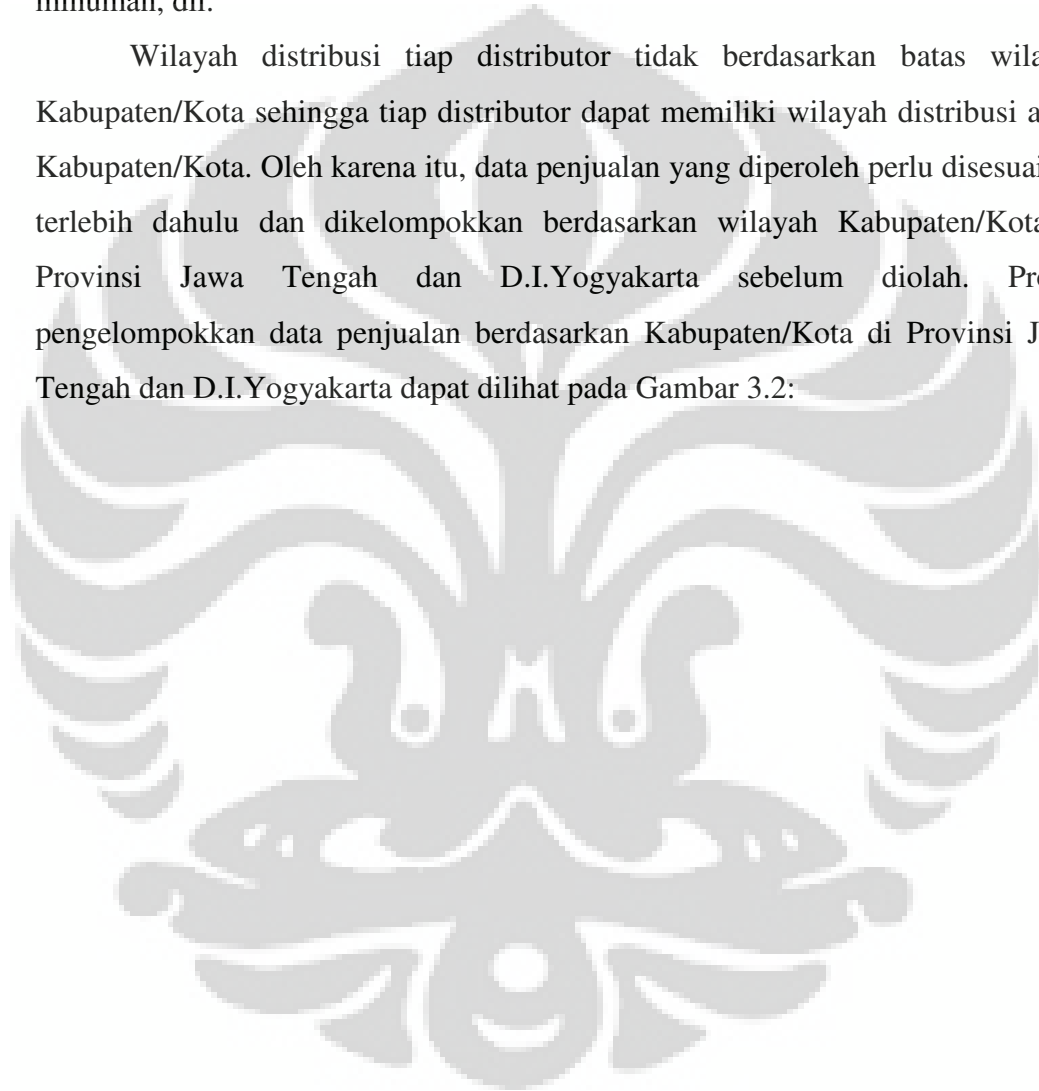 minuman, dll.
Wilayah distribusi tiap distributor tidak berdasarkan batas
Kabupaten/Kota sehingga tiap distributor dapat memiliki wilayah distribusi
Kabupaten/Kota. Oleh karena itu, data penjualan yang diperoleh perlu
terlebih dahulu dan dikelompokkan berdasarkan wilayah Kabupaten/Kota
Provinsi Jawa Tengah dan D.I.Yogyakarta sebelum diolah.
pengelompokkan data penjualan berdasarkan Kabupaten/Kota di Provinsi
Tengah dan D.I.Yogyakarta dapat dilihat pada Gambar 3.2: